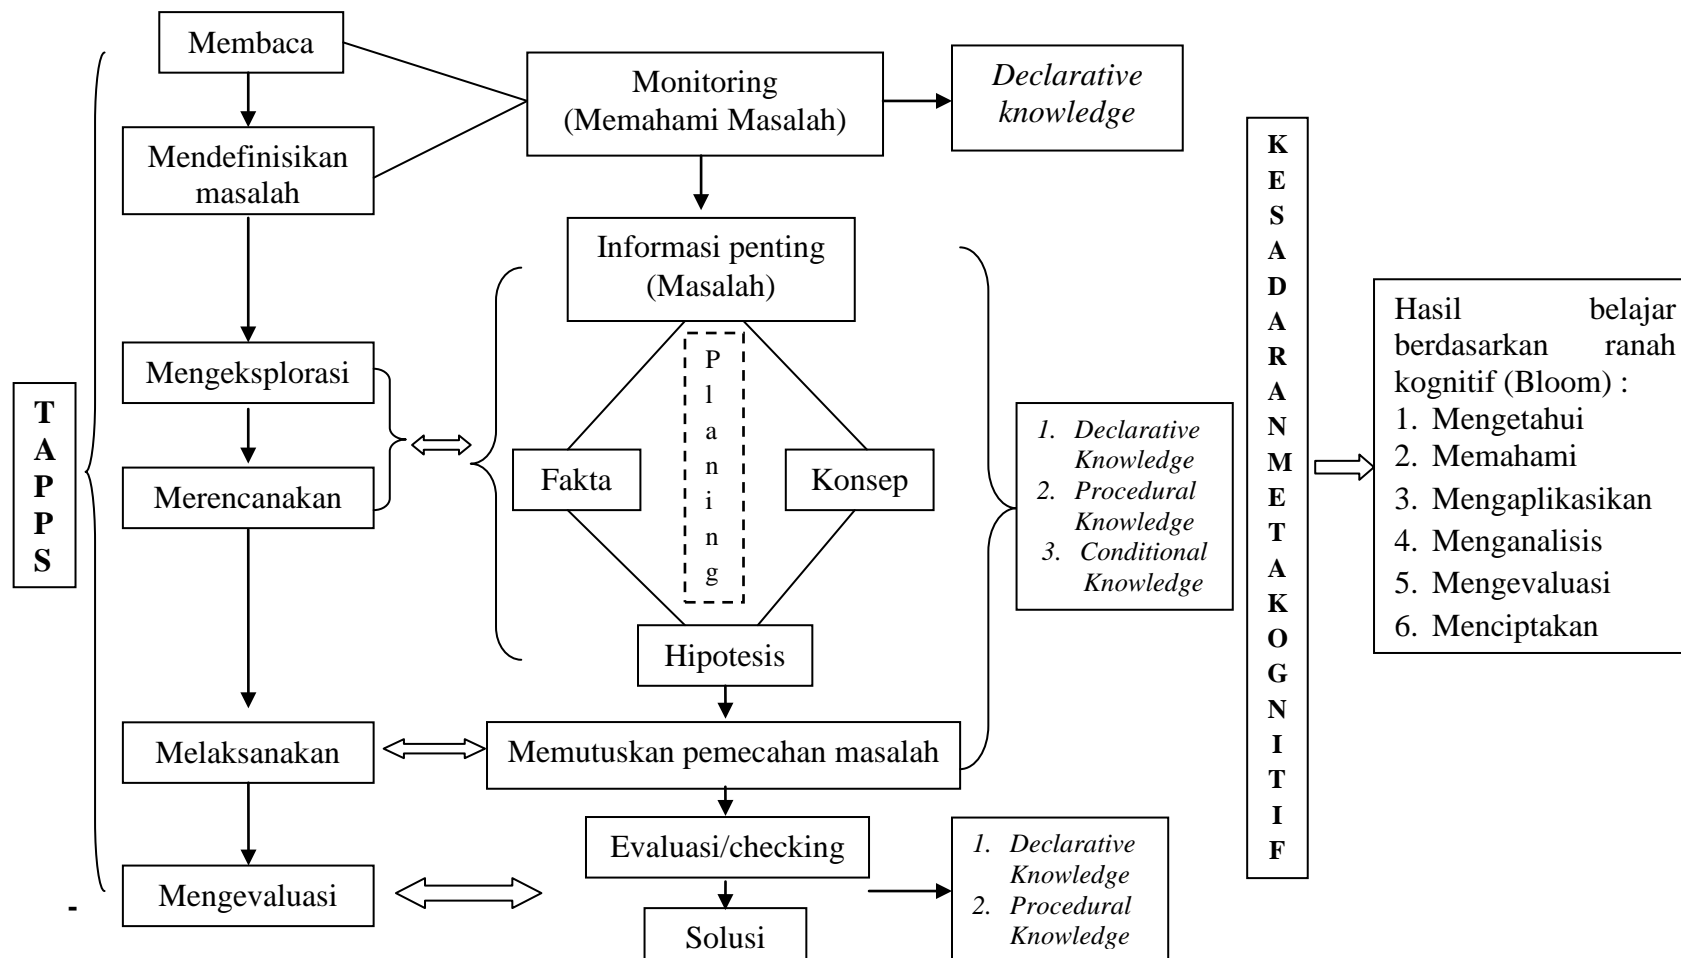 Membaca
Mendefinisikan
masalah
Mengeksplorasi
Merencanakan
Melaksanakan
Mengevaluasi
-
T
A
P
P
S
Monitoring
(Memahami Masalah)
Declarative
knowledge
Informasi penting
(Masalah)
P
l
a
n
i
n
g
Fakta
Konsep
Hipotesis
Memutuskan pemecahan masalah
Evaluasi/checking
Solusi
1. Declarative
Knowledge
2. Procedural
Knowledge
3. Conditional
Knowledge
1. Declarative
Knowledge
2. Procedural
Knowledge
K
E
S
A
D
A
R
A
N
M
E
T
A
K
O
G
N
I
T
I
F
Hasil belajar
berdasarkan ranah
kognitif (Bloom) :
1. Mengetahui
2. Memahami
3. Mengaplikasikan
4. Menganalisis
5. Mengevaluasi
6. Menciptakan